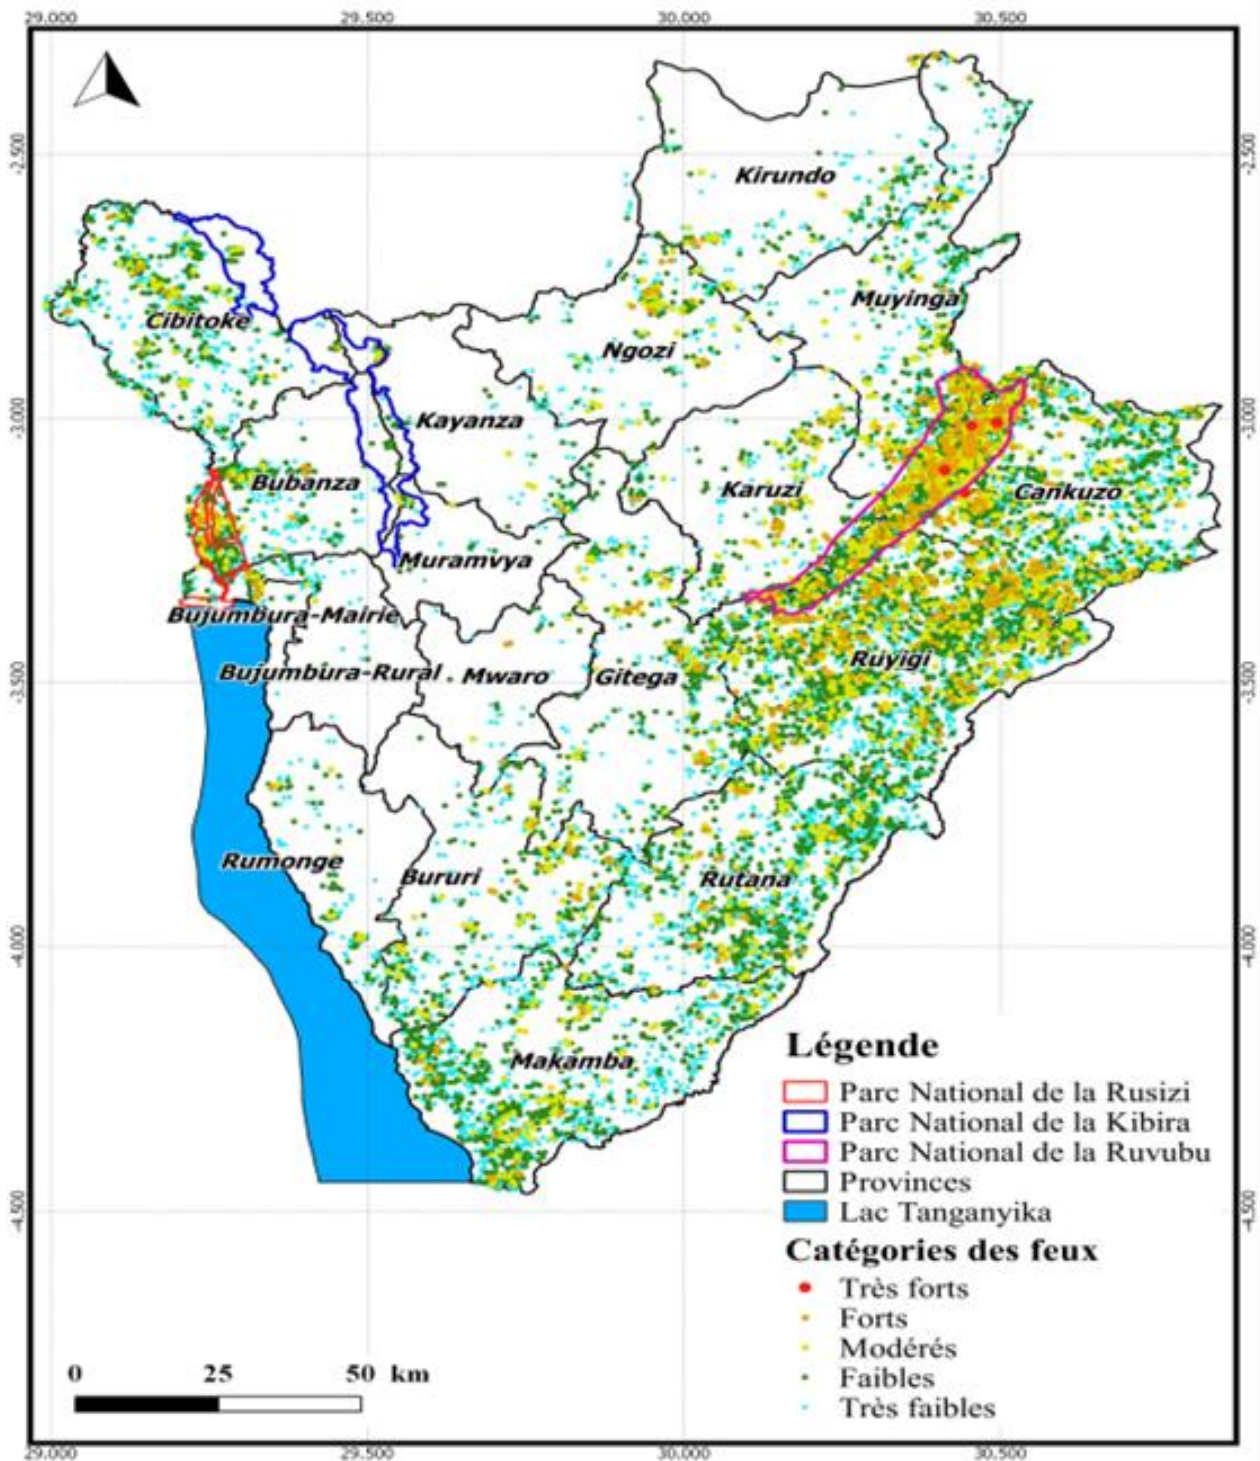 29.000 29.500 30.000 30.500
-2.500 -2.500
Kirundo
Muyinga
Cibitoke
Ngozi
-3.000 -3.000
Kayanza
Bubanza
Karuzi
Cankuzo
Muramvya
Bujumbura-Mairie
Ruyigi
Bujumbura-Rural
Mwaro
Gitega
-3.500 -3.500
Rumonge
Bururi
Rutana
-4.000 -4.000
Makamba
Légende
Parc National de la Rusizi
Parc National de la Kibira
Parc National de la Ruvubu
Provinces
Lac Tanganyika
-4.500 -4.500
Catégories des feux
Très forts
Forts
Modérés
Faibles
Très faibles
0 25 50 km
29.000 29.500 30.000 30.500